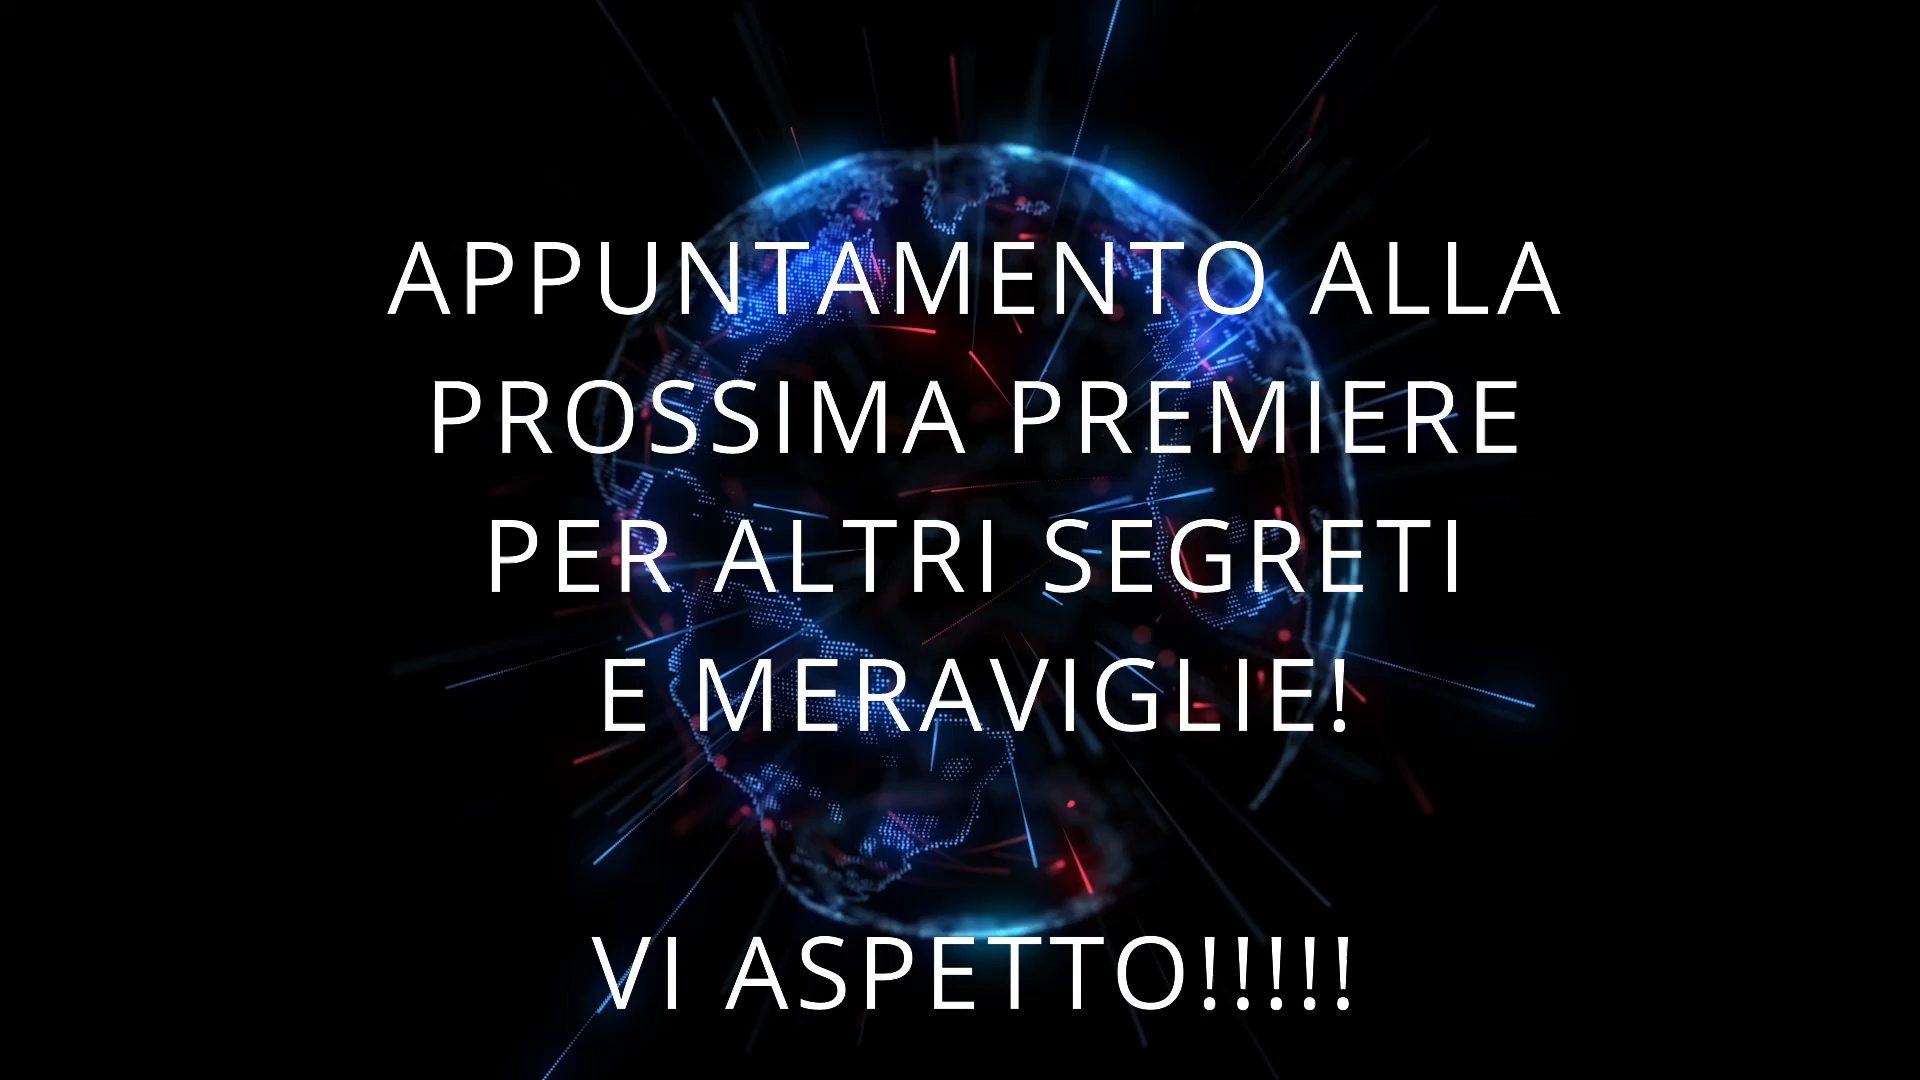 APPUNTAMENTO ALLA
PROSSIMA PREMIERE
PER ALTRI SEGRETI
E MERAVIGLIE!
VI ASPETTO!!!!!